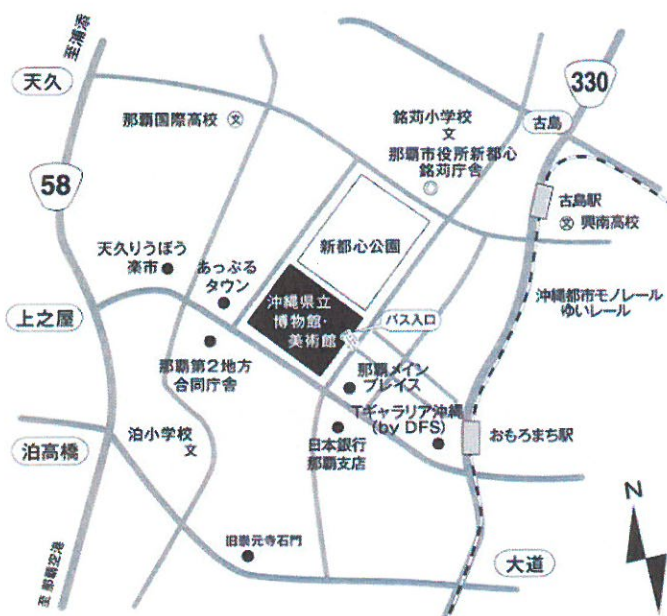 至浦添
天久
330
那覇国際高校
文
銘苅小学校
文
古島
那覇市役所新都心
銘苅庁舎
58
古島駅
文
興南高校
新都心公園
天久りうぼう
楽市
あっぷる
タウン
沖縄県立
博物館・
美術館
バス入口
沖縄都市モノレール
ゆいレール
上之屋
那覇第2地方
合同庁舎
那覇メイン
プレイス
Tギャラリア沖縄
(by DFS)
おもろまち駅
泊高橋
泊小学校
文
日本銀行
那覇支店
N
旧崇元寺石門
大道
至 那覇空港